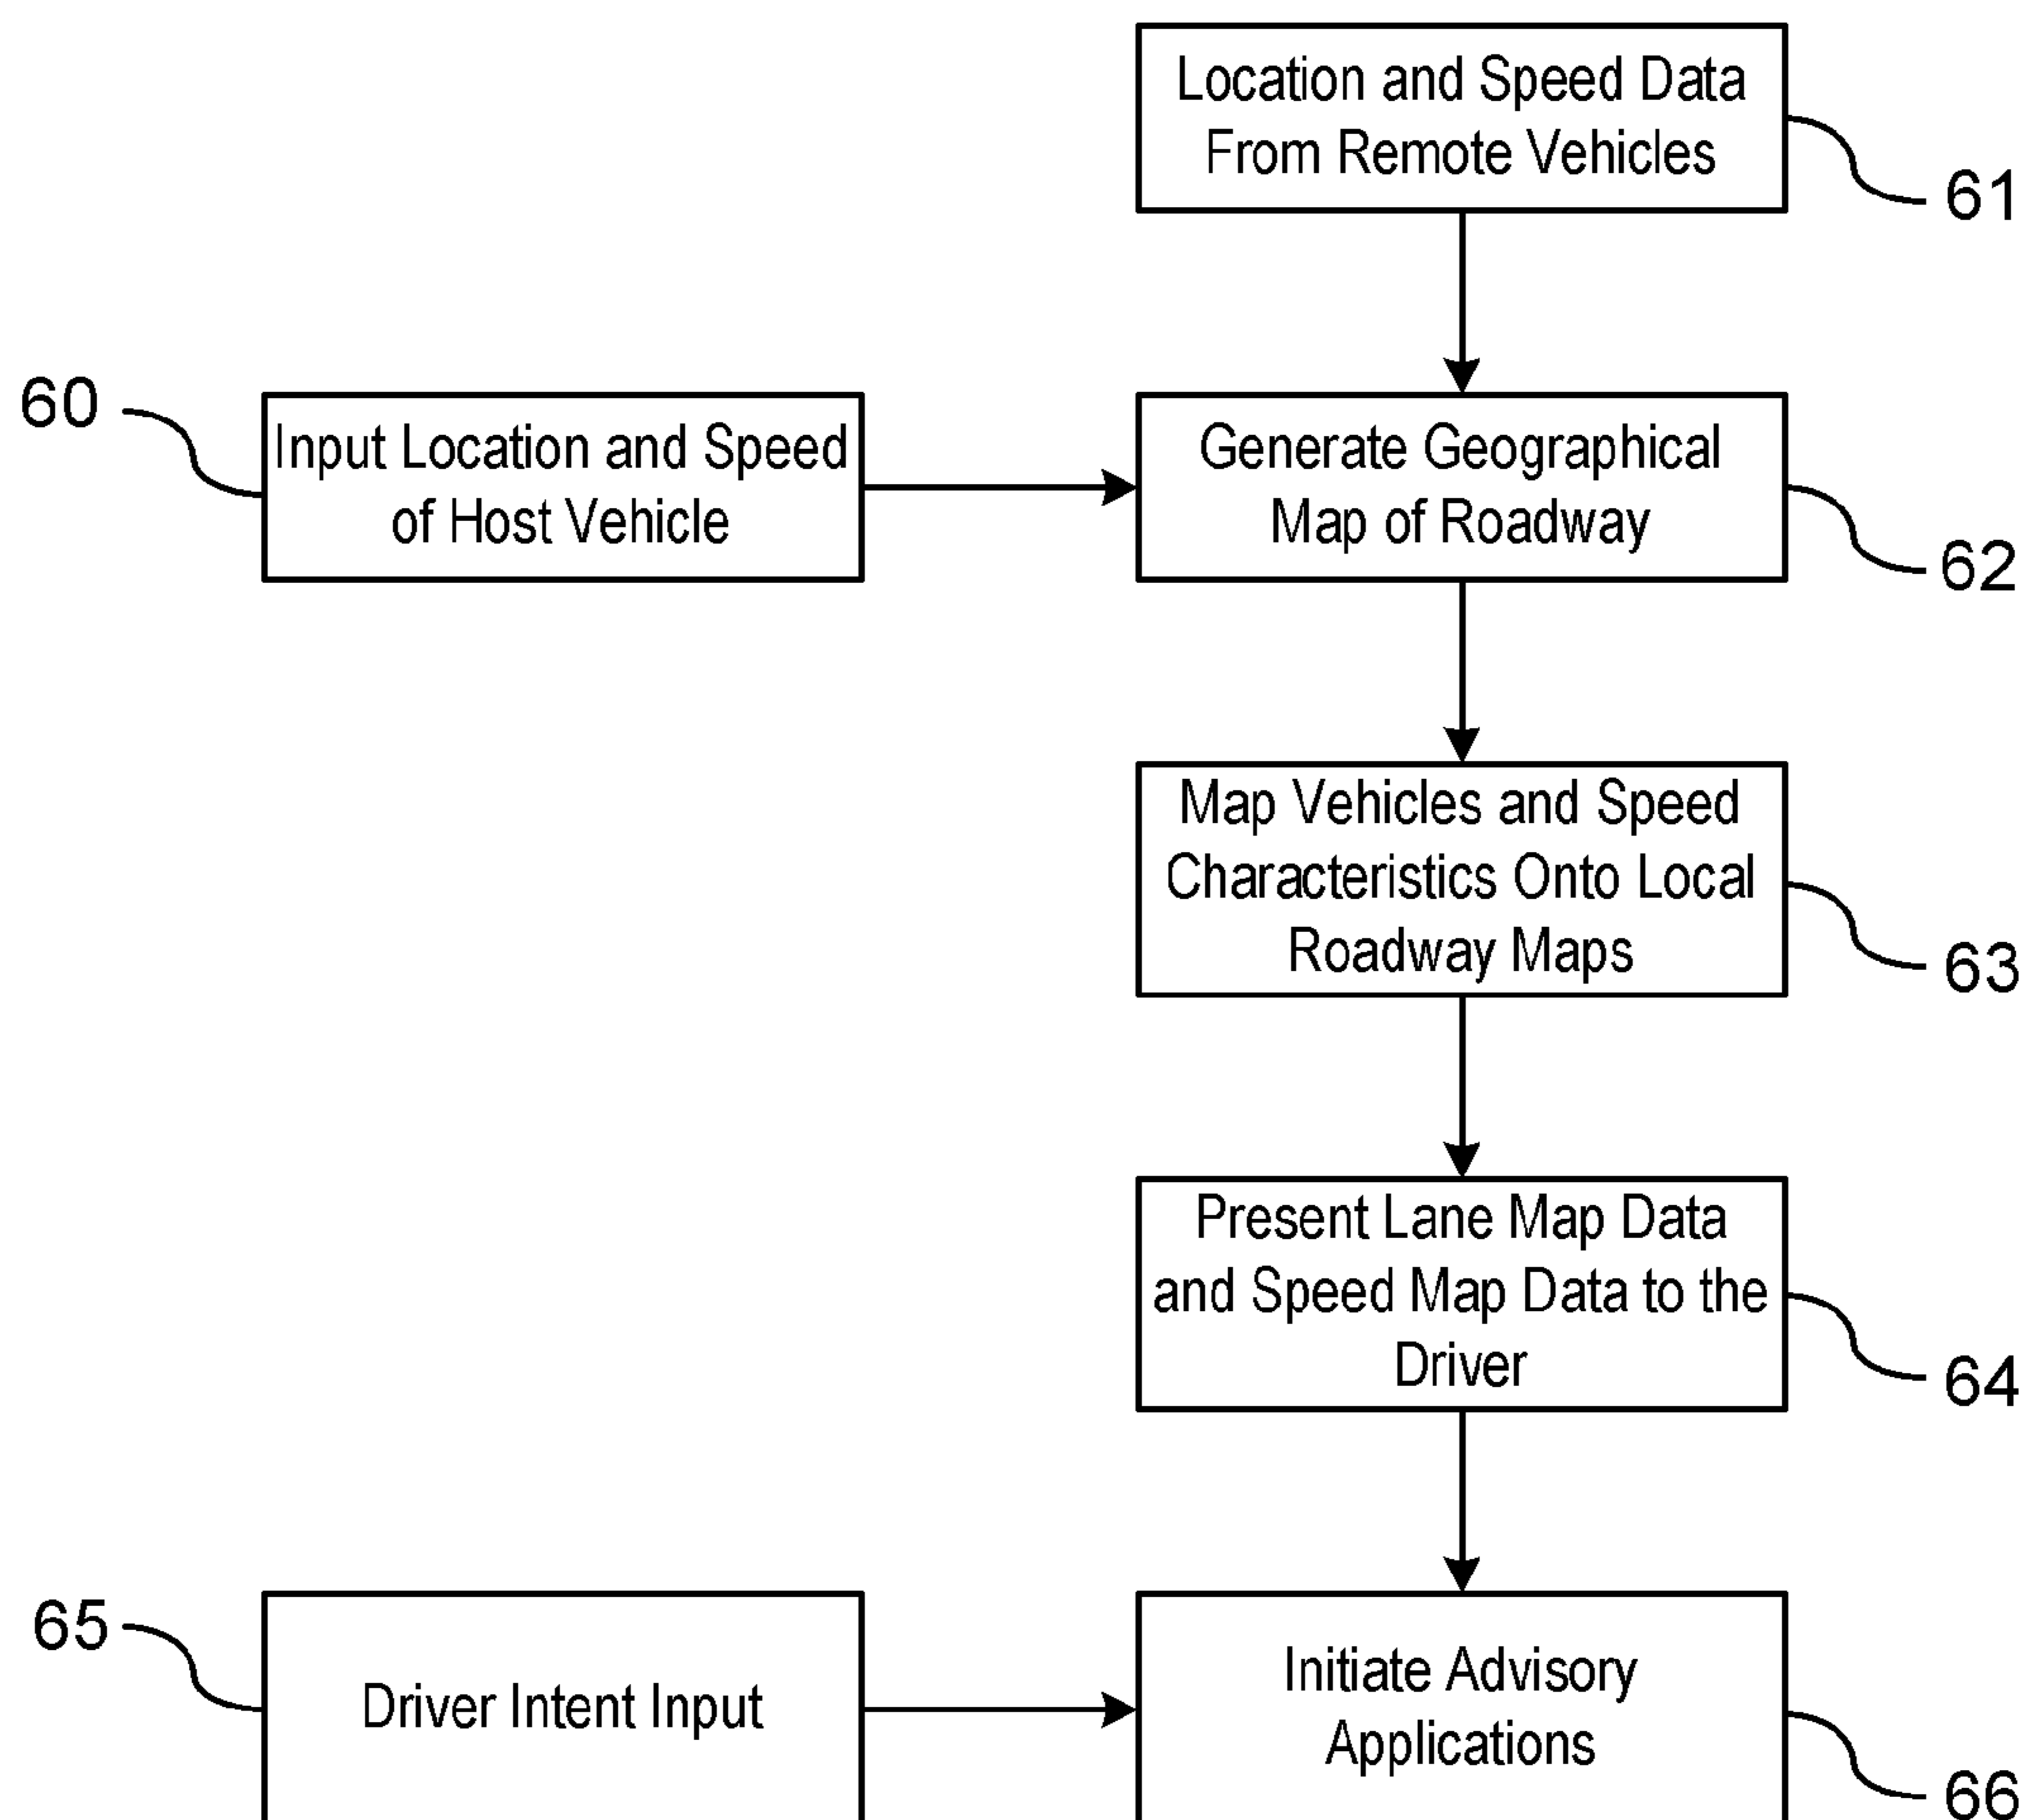 Location and Speed Data
From Remote Vehicles
61
60
Input Location and Speed
of Host Vehicle
Generate Geographical
Map of Roadway
62
Map Vehicles and Speed
Characteristics Onto Local
Roadway Maps
63
Present Lane Map Data
and Speed Map Data to the
Driver
64
65
Driver Intent Input
Initiate Advisory
Applications
66